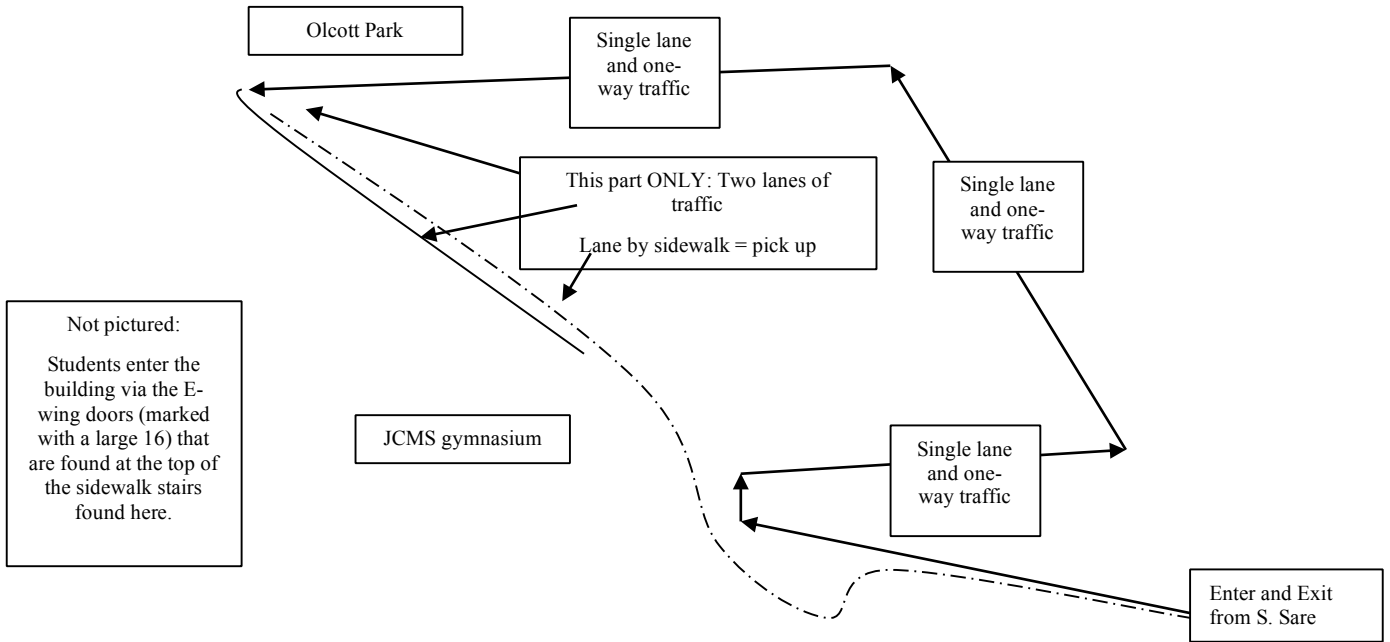 Olcott Park
Single lane
and one-
way traffic
This part ONLY: Two lanes of
traffic
Lane by sidewalk = pick up
Single lane
and one-
way traffic
Not pictured:
Students enter the
building via the E-
wing doors (marked
with a large 16) that
are found at the top of
the sidewalk stairs
found here.
JCMS gymnasium
Single lane
and one-
way traffic
Enter and Exit
from S. Sare